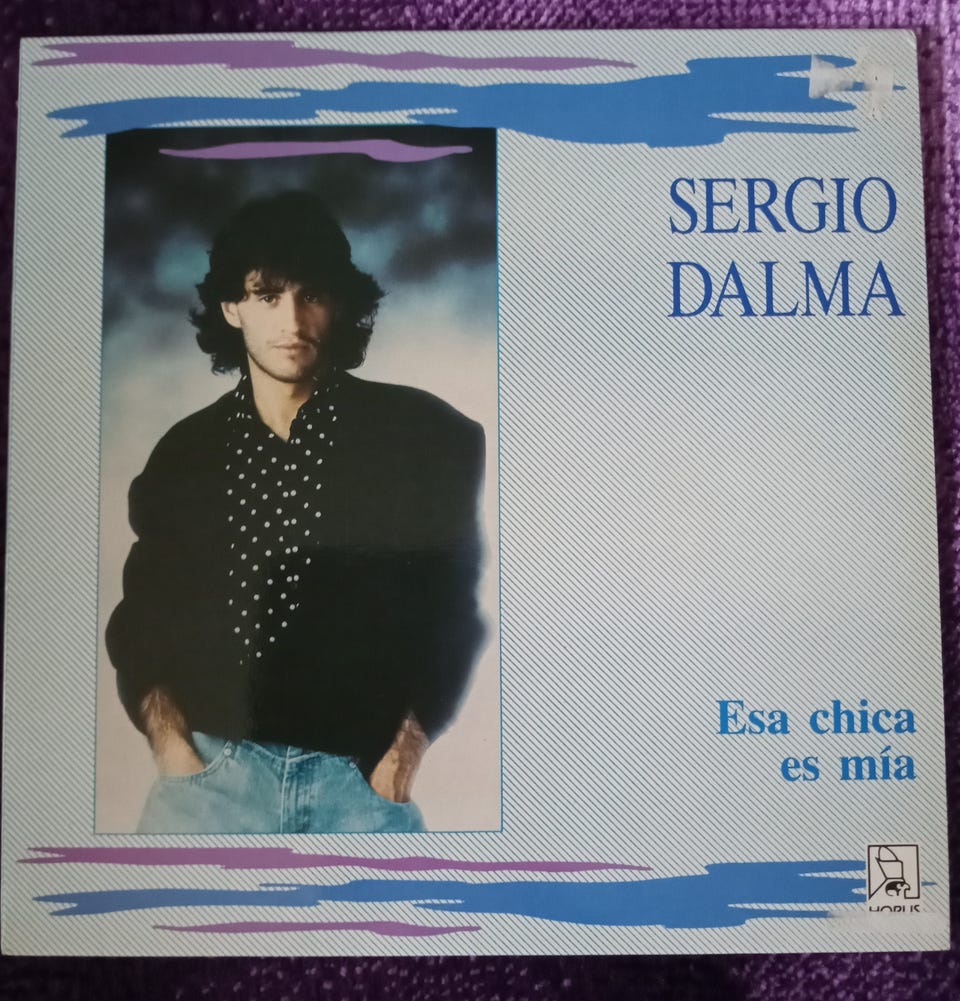 SERGIO
DALMA
Esa chica
es mía
HORUS